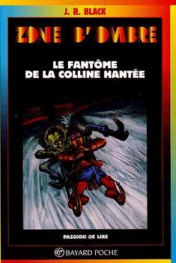 J. R. BLACK
ZONE D'OMBRE
LE FANTÔME
DE LA COLLINE HANTÉE
PASSION DE LIRE
BAYARD POCHE